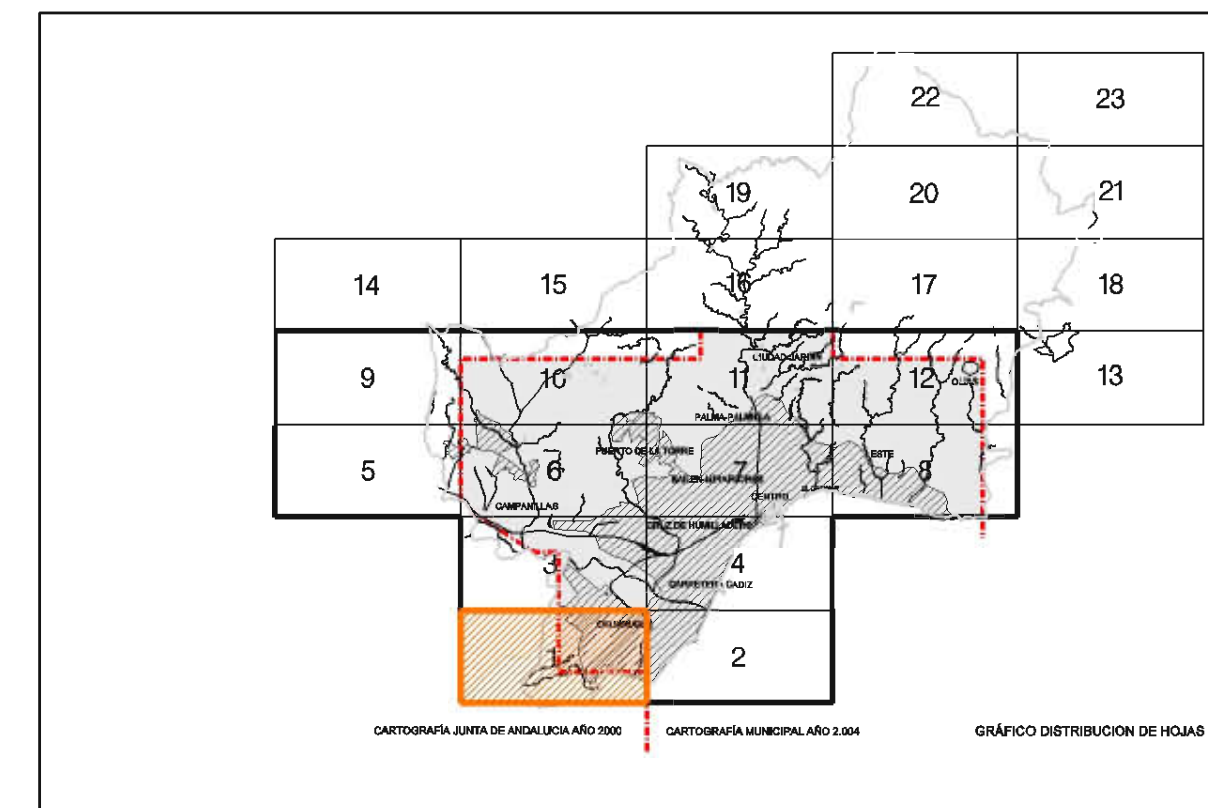 22 23
19 20 21
14 15 16 17 18
CIUDAD JARDIN
9 10 11 12 13
OLIAS
PALMA-PALMILLA
PUERTO DE LA TORRE ESTE
5 6 7 8
BAILEN-MIRAFLORES
CENTRO
CAMPANILLAS
CRUZ DE HUMILLADERO
3 4
CARRETERA CADIZ
CHURRIANA
1 2
CARTOGRAFÍA JUNTA DE ANDALUCIA AÑO 2000 CARTOGRAFÍA MUNICIPAL AÑO 2.004 GRÁFICO DISTRIBUCION DE HOJAS